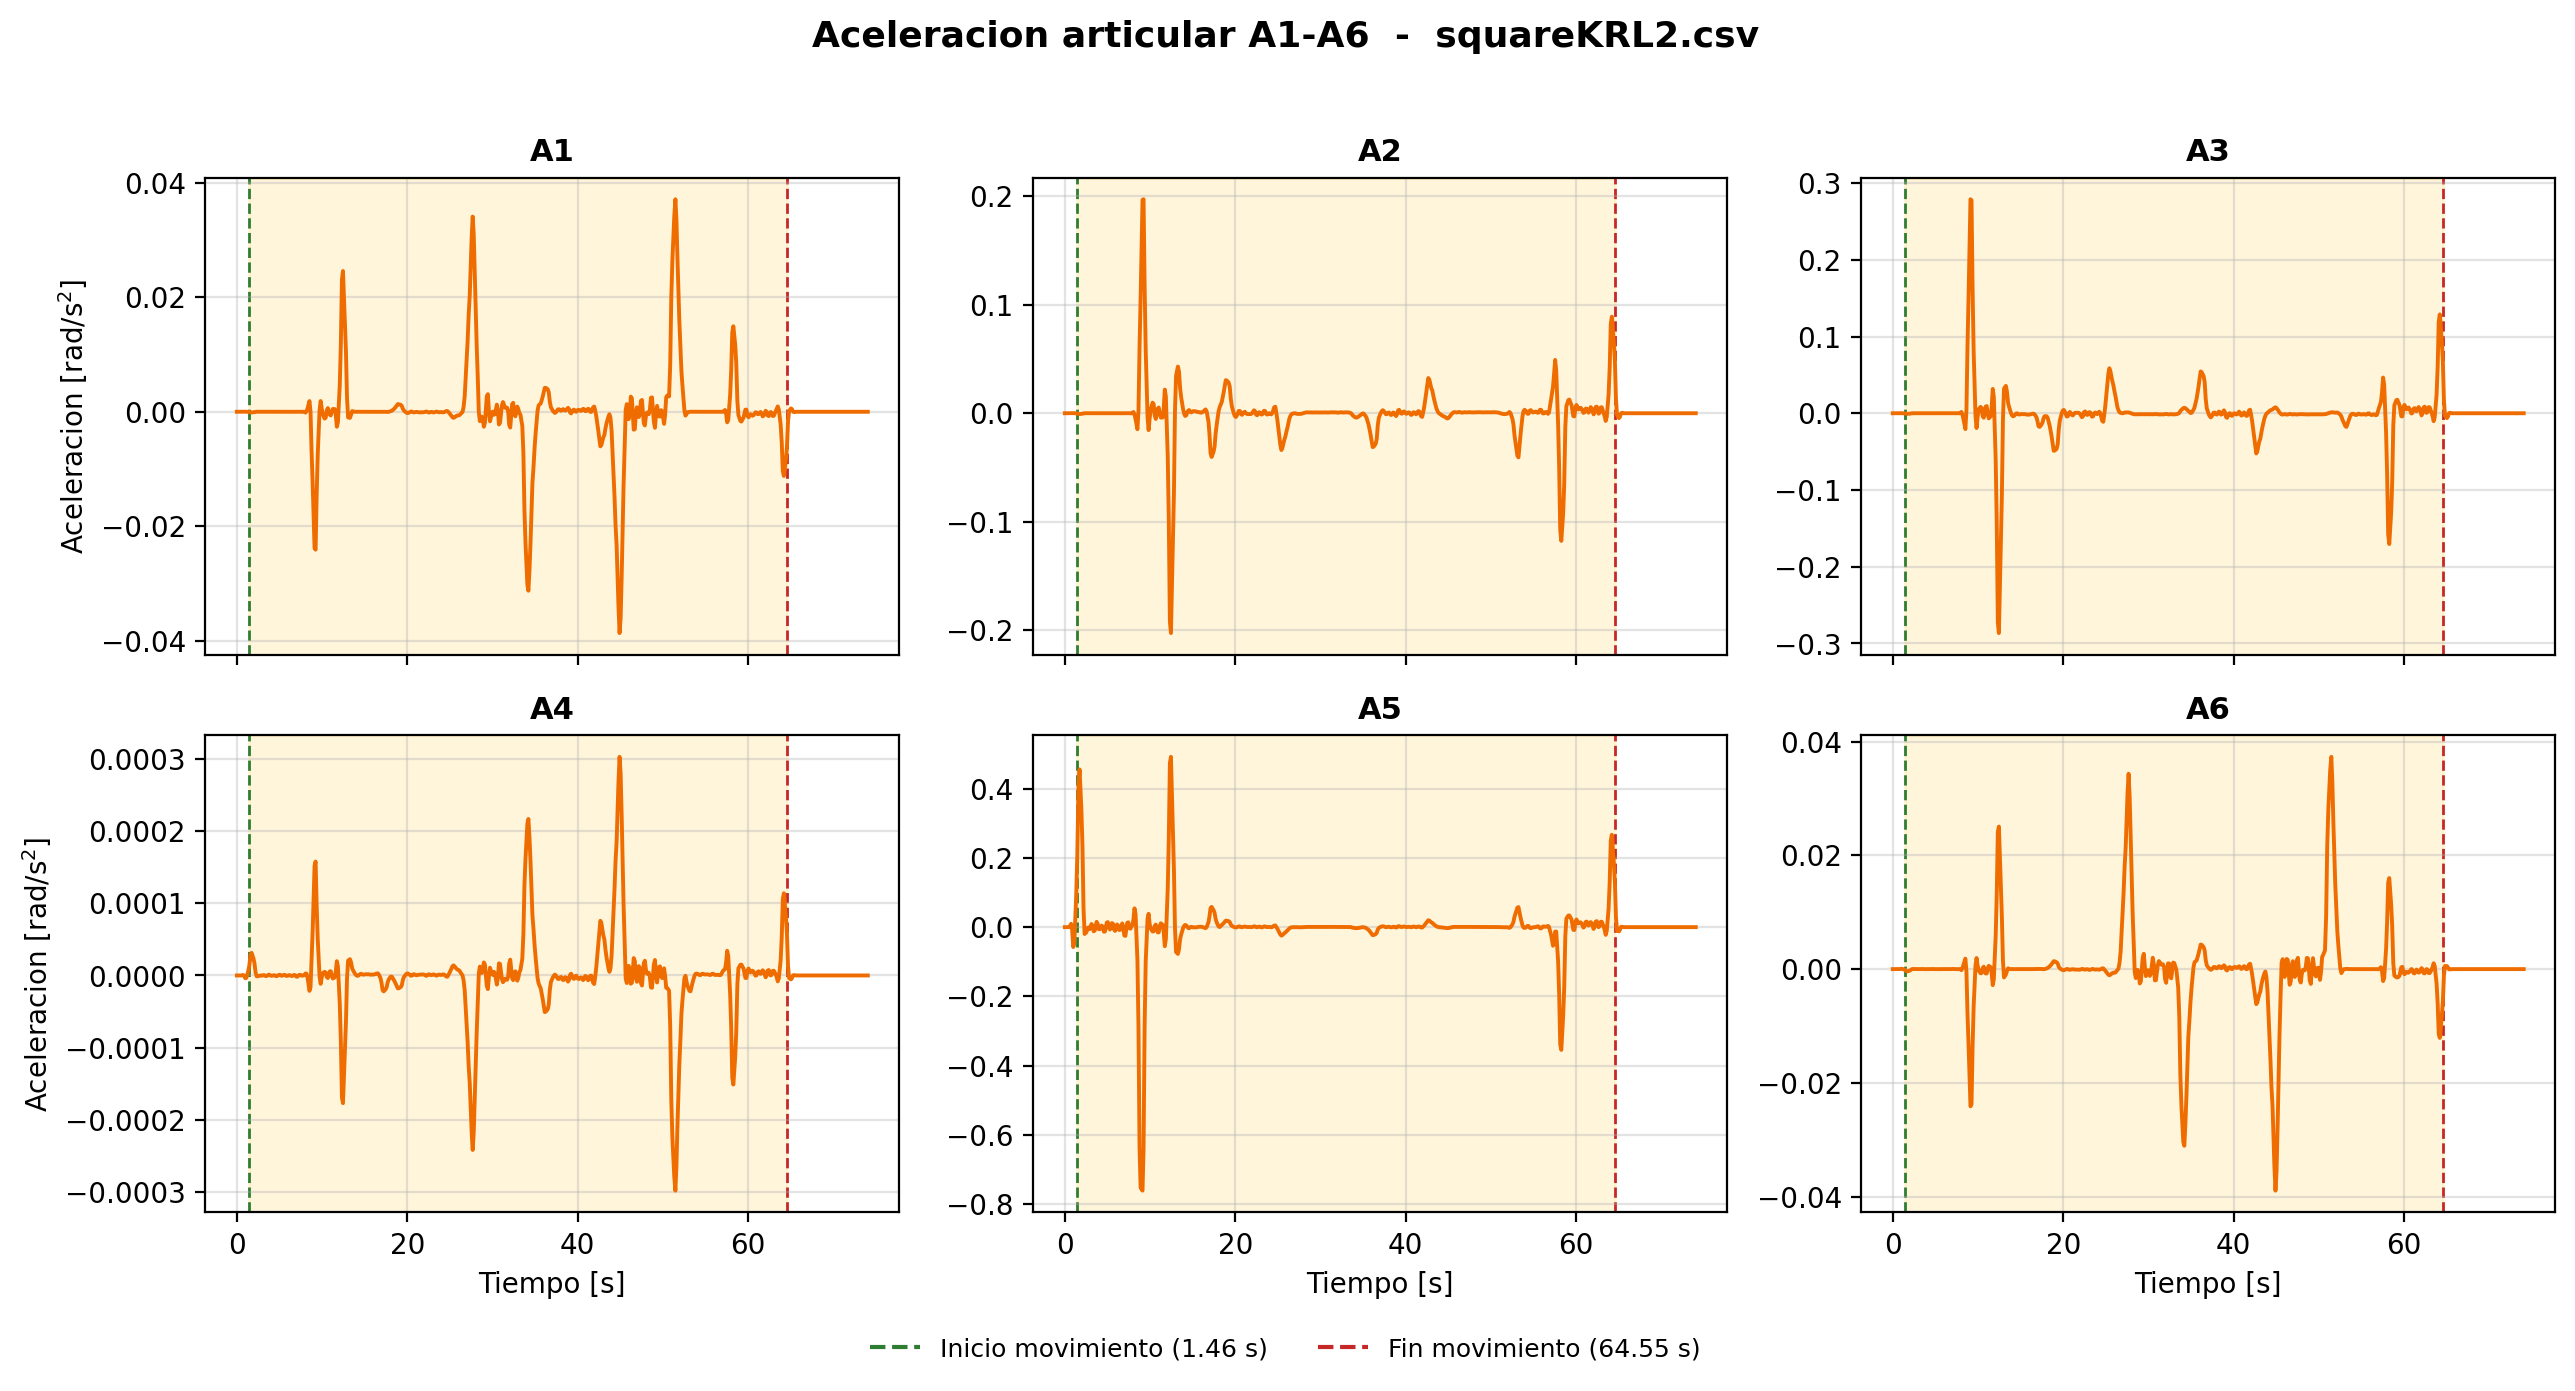 Aceleracion articular A1-A6  -  squareKRL2.csv
A1
A2
A3
Aceleracion [rad/s²]
0.04
0.02
0.00
−0.02
−0.04
0.2
0.1
0.0
−0.1
−0.2
0.3
0.2
0.1
0.0
−0.1
−0.2
−0.3
A4
A5
A6
Aceleracion [rad/s²]
0.0003
0.0002
0.0001
0.0000
−0.0001
−0.0002
−0.0003
0.4
0.2
0.0
−0.2
−0.4
−0.6
−0.8
0.04
0.02
0.00
−0.02
−0.04
0 20 40 60
0 20 40 60
0 20 40 60
Tiempo [s]
Tiempo [s]
Tiempo [s]
Inicio movimiento (1.46 s)
Fin movimiento (64.55 s)